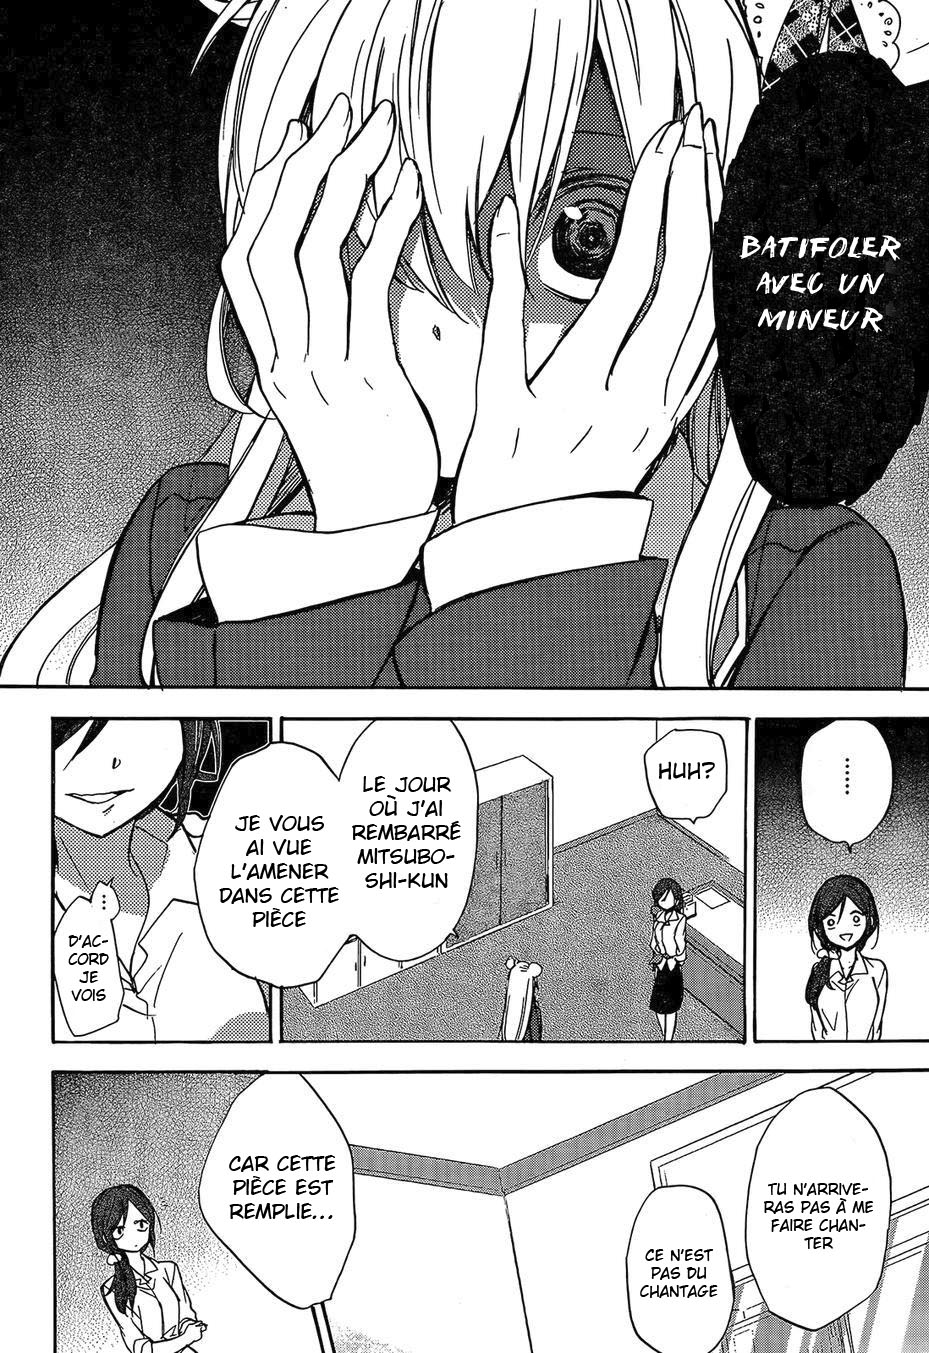 BATIFOLER
AVEC UN
MINEUR
......
HUH?
LE JOUR
OÙ J'AI
REMBARRÉ
MITSUBO-
SHI-KUN
JE VOUS
AI VUE
L'AMENER
DANS CETTE
PIÈCE
...
D'AC-
CORD
JE
VOIS
TU N'ARRIVE-
RAS PAS À ME
FAIRE CHAN-
TER
CE N'EST
PAS DU
CHANTAGE
CAR CETTE
PIÈCE EST
REMPLIE...